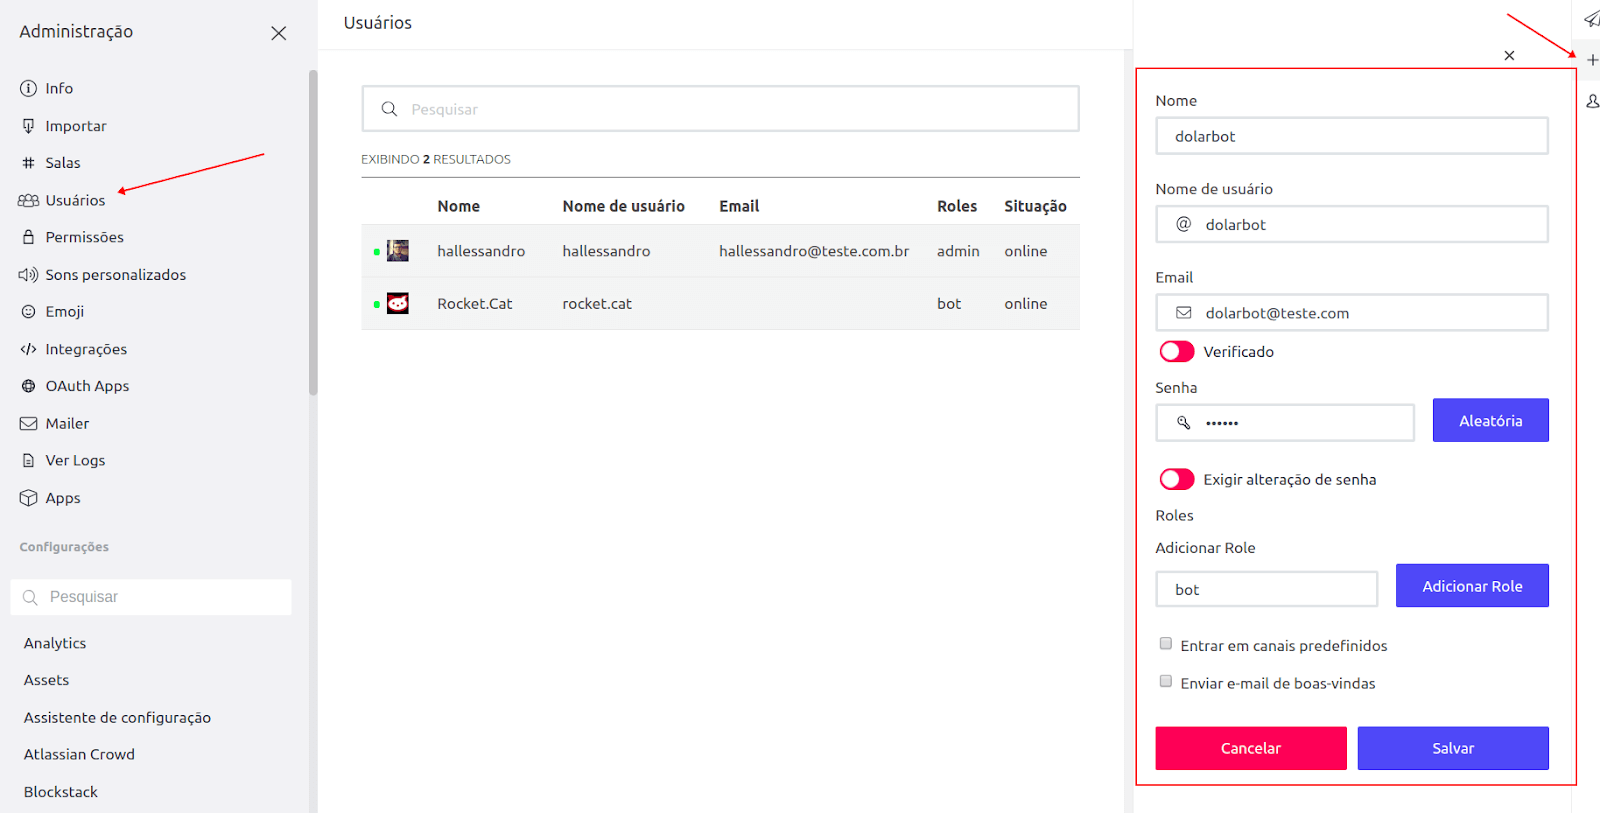 Administração
Info
Importar
Salas
Usuários
Permissões
Sons personalizados
Emoji
Integrações
OAuth Apps
Mailer
Ver Logs
Apps
Configurações
Pesquisar
Analytics
Assets
Assistente de configuração
Atlassian Crowd
Blockstack
Usuários
Pesquisar
EXIBINDO 2 RESULTADOS
Nome Nome de usuário Email Roles Situação
hallessandro hallessandro hallessandro@teste.com.br admin online
Rocket.Cat rocket.cat bot online
Nome
dolarbot
Nome de usuário
@ dolarbot
Email
dolarbot@teste.com
Verificado
Senha
•••••• Aleatória
Exigir alteração de senha
Roles
Adicionar Role
bot Adicionar Role
Entrar em canais predefinidos
Enviar e-mail de boas-vindas
Cancelar Salvar